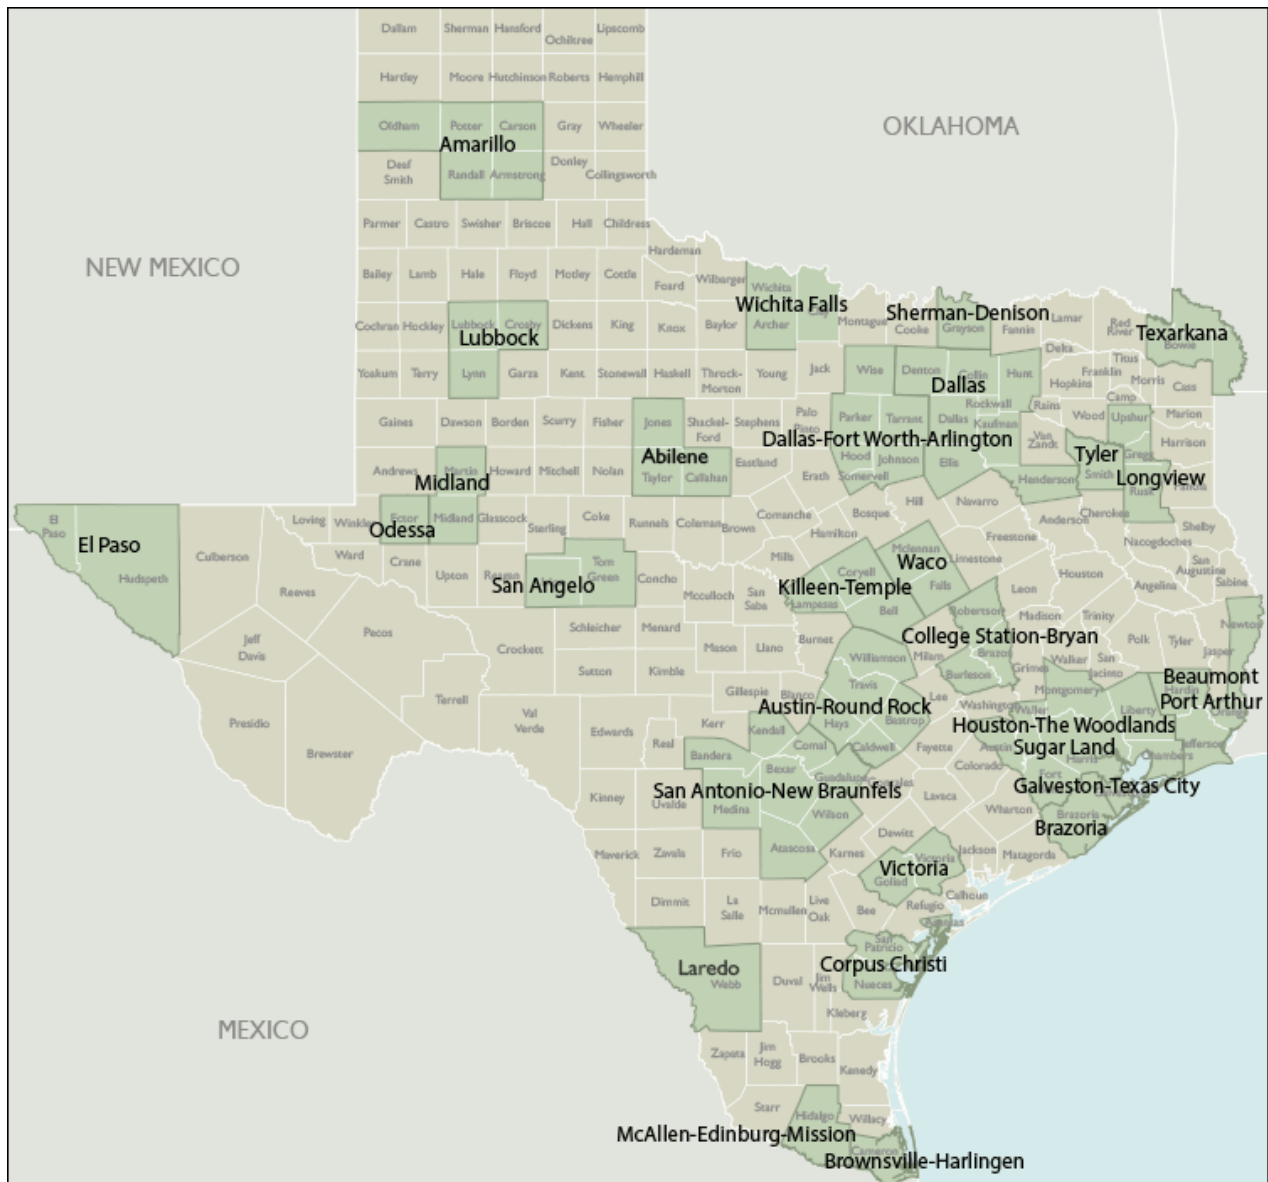 Dallam Sherman Hansford Ochiltree Lipscomb
Hartley Moore Hutchinson Roberts Hemphill
Oldham Potter Carson Gray Wheeler
OKLAHOMA
Amarillo
Deaf Smith Randall Armstrong Donley Collingsworth
Parmer Castro Swisher Briscoe Hall Childress
Hardeman
NEW MEXICO
Bailey Lamb Hale Floyd Motley Cottle Foard Wilbarger Wichita
Wichita Falls
Sherman-Denison
Texarkana
Cochran Hockley Lubbock Crosby Dickens King Knox Baylor Archer Clay Montague Cooke Grayson Fannin Lamar Red River Bowie
Lubbock
Delta Titus Franklin Morris Cass Hopkins Camp
Yoakum Terry Lynn Garza Kent Stonewall Haskell Throck-Morton Young Jack Wise Denton Collin Hunt
Dallas
Rockwall Rains Wood Upshur Marion
Gaines Dawson Borden Scurry Fisher Jones Shackel-Ford Stephens Palo Pinto Parker Tarrant Dallas Kaufman Van Zandt Harrison
Dallas-Fort Worth-Arlington
Abilene
Tyler
Gregg
Andrews Martin Howard Mitchell Nolan Taylor Callahan Eastland Erath Hood Somervell Johnson Ellis Henderson Smith Rusk Panola
Midland
Longview
Odessa
El Paso Loving Winkler Ector Midland Glasscock Sterling Coke Runnels Coleman Brown Comanche Hamilton Bosque Hill Navarro Anderson Cherokee Shelby
El Paso
Hudspeth Culberson Reeves Ward Crane Upton Reagan Tom Green Concho Mills Coryell Mclennan Limestone Freestone Nacogdoches
San Angelo
Waco
Killeen-Temple
Houston San Augustine Sabine Angelina
Mcculloch San Saba Lampasas Bell Falls Robertson Leon Madison Trinity Newton
Jeff Davis Pecos Crockett Schleicher Menard Mason Llano Burnet Williamson Milam Brazos Grimes Walker San Jacinto Polk Tyler Jasper
College Station-Bryan
Beaumont
Port Arthur
Sutton Kimble Burleson Montgomery Hardin
Presidio Brewster Terrell Val Verde Edwards Kerr Gillespie Blanco Travis Hays Bastrop Lee Washington Waller Liberty Orange
Austin-Round Rock
Houston-The Woodlands
Sugar Land
Real Bandera Kendall Comal Caldwell Fayette Austin Harris Chambers Jefferson
Bexar Guadalupe Gonzales Colorado Fort
San Antonio-New Braunfels
Galveston-Texas City
Kinney Uvalde Medina Wilson Lavaca Wharton Brazoria
Brazoria
Maverick Zavala Frio Atascosa Karnes Dewitt Jackson Matagorda
Victoria
Goliad Victoria Calhoun
Dimmit La Salle Mcmullen Live Oak Bee Refugio Aransas
San Patricio
Laredo
Corpus Christi
Webb Duval Jim Wells Nueces
Kleberg
MEXICO
Zapata Jim Hogg Brooks Kenedy
Starr Hidalgo Willacy
McAllen-Edinburg-Mission
Cameron
Brownsville-Harlingen